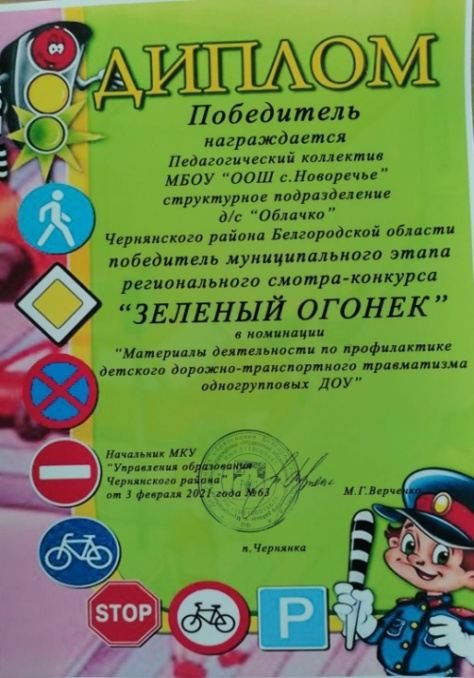 ДИПЛОМ
Победитель
награждается
Педагогический коллектив
МБОУ "ООШ с.Новоречье"
структурное подразделение
д/с "Облачко"
Чернянского района Белгородской области
победитель муниципального этапа
регионального смотра-конкурса
"ЗЕЛЕНЫЙ ОГОНЕК"
в номинации
"Материалы деятельности по профилактике
детского дорожно-транспортного травматизма
одногрупповых ДОУ"
Начальник МКУ
"Управления образования
Чернянского района"
от 3 февраля 2021 года №63 М.Г.Верченко
п.Чернянка
STOP
P